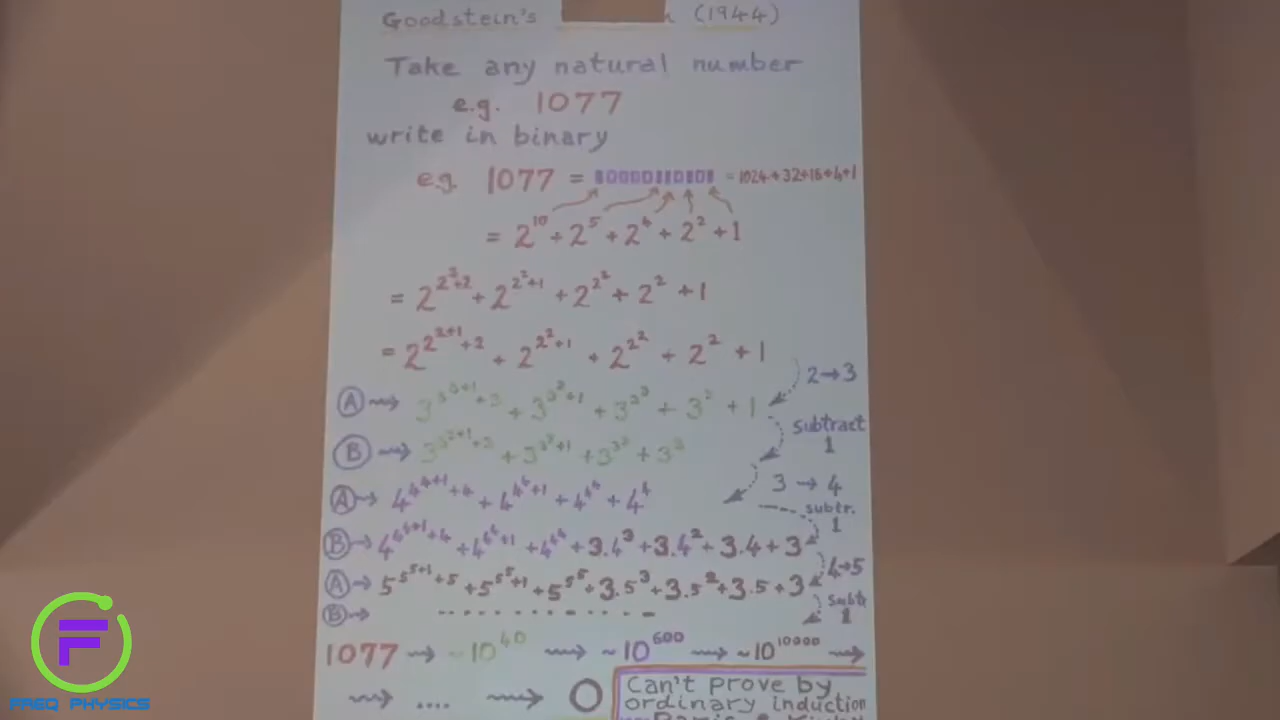 Goodstein's (1944)
Take any natural number
e.g. 1077
write in binary
e.g. 1077 = 10000110101 = 1024+32+16+4+1
= 2^10 + 2^5 + 2^4 + 2^2 + 1
= 2^(2^3+2) + 2^(2^2+1) + 2^(2^2) + 2^2 + 1
= 2^(2^(2+1)+2) + 2^(2^2+1) + 2^(2^2) + 2^2 + 1
2→3
A → 3^(3^(3+1)+3) + 3^(3^3+1) + 3^(3^3) + 3^3 + 1
subtract
1
B → 3^(3^(3+1)+3) + 3^(3^3+1) + 3^(3^3) + 3^3
3 → 4
A → 4^(4^(4+1)+4) + 4^(4^4+1) + 4^(4^4) + 4^4
subtr.
1
B → 4^(4^(4+1)+4) + 4^(4^4+1) + 4^(4^4) + 3.4^3 + 3.4^2 + 3.4 + 3
4→5
A → 5^(5^(5+1)+5) + 5^(5^5+1) + 5^(5^5) + 3.5^3 + 3.5^2 + 3.5 + 3
subtr
1
B → ..........
1077 → ~10^40 → ~10^600 → ~10^10000 →
→ .... → 0
Can't prove by
ordinary induction
F
FREQ PHYSICS